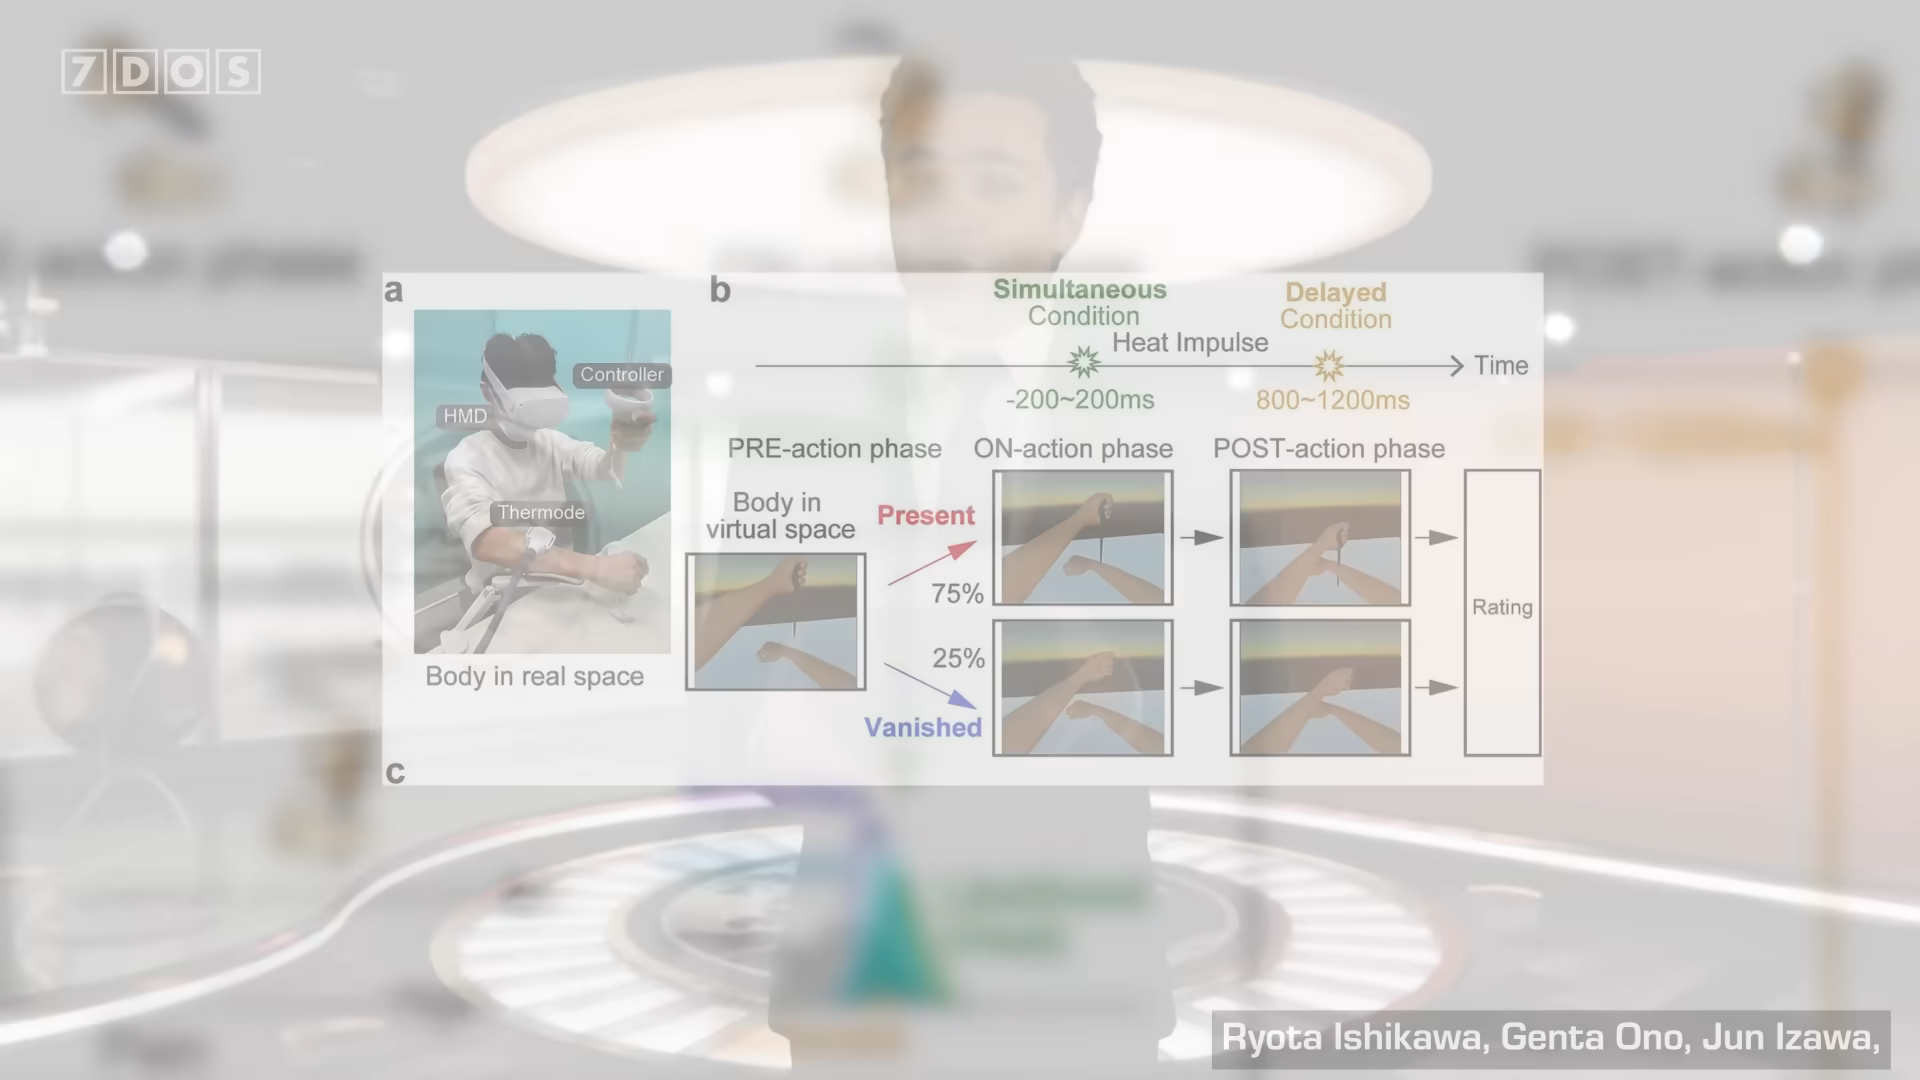 7DOS
a
b
Simultaneous
Condition
Delayed
Condition
Heat Impulse
Time
-200~200ms
800~1200ms
Controller
HMD
Thermode
Body in real space
PRE-action phase
ON-action phase
POST-action phase
Body in
virtual space
Present
75%
25%
Vanished
Rating
c
Ryota Ishikawa, Genta Ono, Jun Izawa,